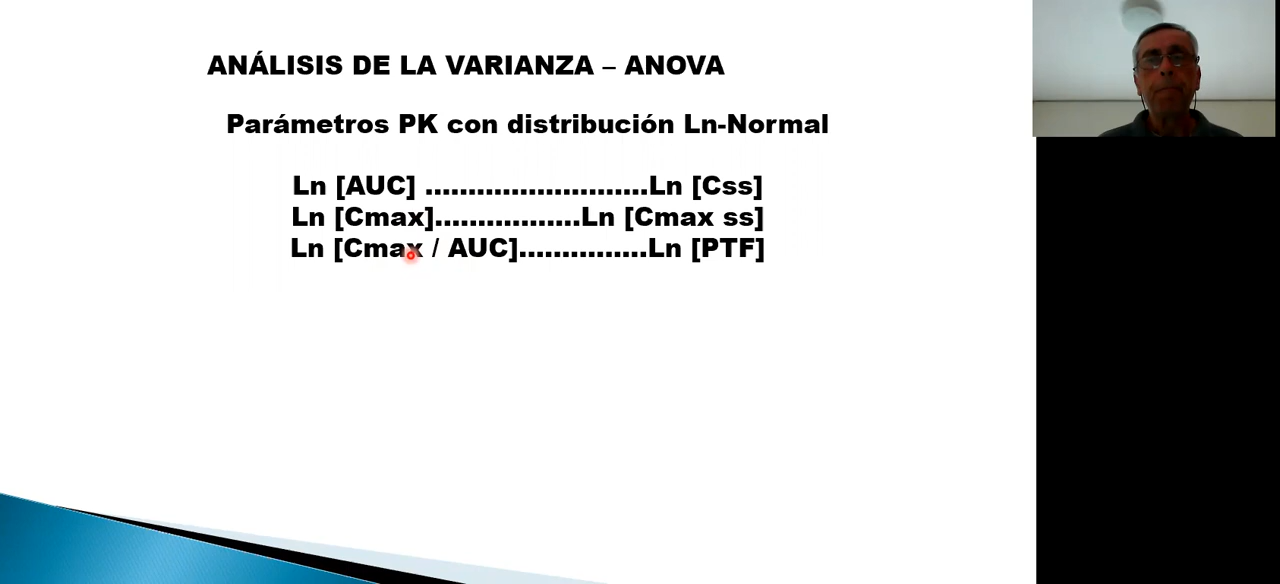 ANÁLISIS DE LA VARIANZA – ANOVA
Parámetros PK con distribución Ln-Normal
Ln [AUC] ..........................Ln [Css]
Ln [Cmax].................Ln [Cmax ss]
Ln [Cmax / AUC]...............Ln [PTF]